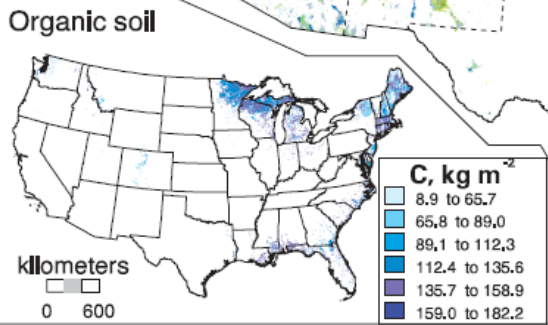 Organic soil
C, kg m-2
8.9 to 65.7
65.8 to 89.0
89.1 to 112.3
112.4 to 135.6
135.7 to 158.9
159.0 to 182.2
kilometers
0 600